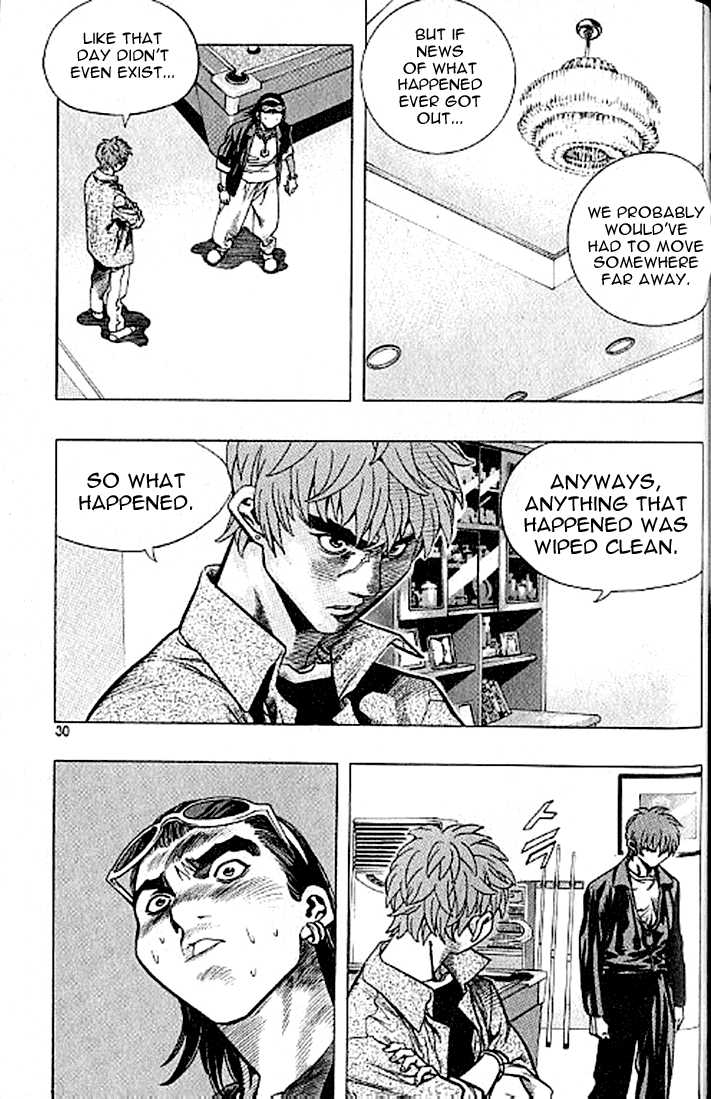 BUT IF
NEWS
OF WHAT
HAPPENED
EVER GOT
OUT...
WE PROBABLY
WOULD'VE
HAD TO MOVE
SOMEWHERE
FAR AWAY.
LIKE THAT
DAY DIDN'T
EVEN EXIST...
ANYWAYS,
ANYTHING THAT
HAPPENED WAS
WIPED CLEAN.
SO WHAT
HAPPENED.
30